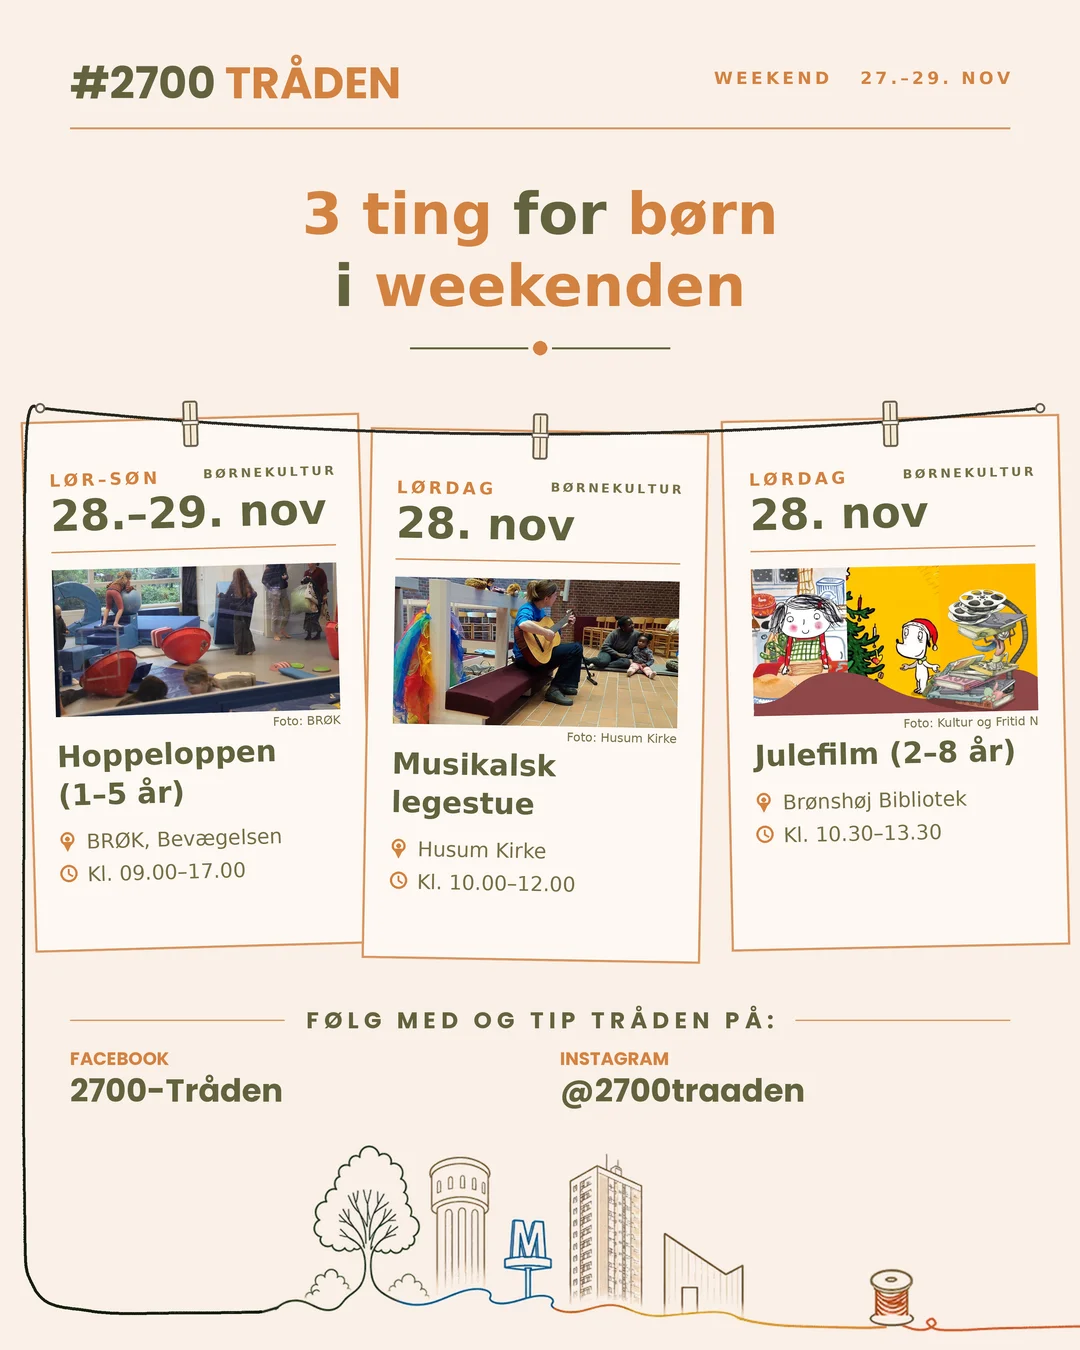 #2700 TRÅDEN
WEEKEND 27.–29. NOV
3 ting for børn
i weekenden
LØR–SØN BØRNEKULTUR
28.–29. nov
Foto: BRØK
Hoppeloppen
(1–5 år)
BRØK, Bevægelsen
Kl. 09.00–17.00
LØRDAG BØRNEKULTUR
28. nov
Foto: Husum Kirke
Musikalsk
legestue
Husum Kirke
Kl. 10.00–12.00
LØRDAG BØRNEKULTUR
28. nov
Foto: Kultur og Fritid N
Julefilm (2–8 år)
Brønshøj Bibliotek
Kl. 10.30–13.30
FØLG MED OG TIP TRÅDEN PÅ:
FACEBOOK
2700-Tråden
INSTAGRAM
@2700traaden
M